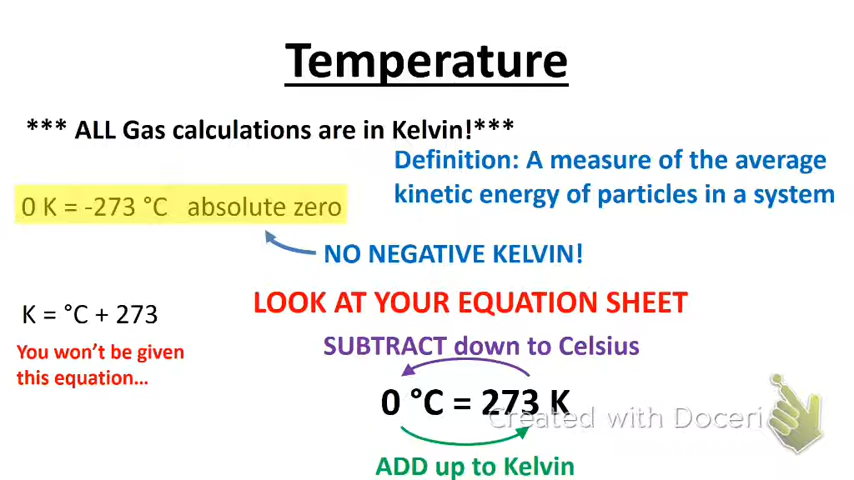 Temperature
*** ALL Gas calculations are in Kelvin!***
Definition: A measure of the average
kinetic energy of particles in a system
0 K = -273 °C absolute zero
NO NEGATIVE KELVIN!
K = °C + 273
LOOK AT YOUR EQUATION SHEET
You won't be given
this equation...
SUBTRACT down to Celsius
0 °C = 273 K
Created with Doceri
ADD up to Kelvin